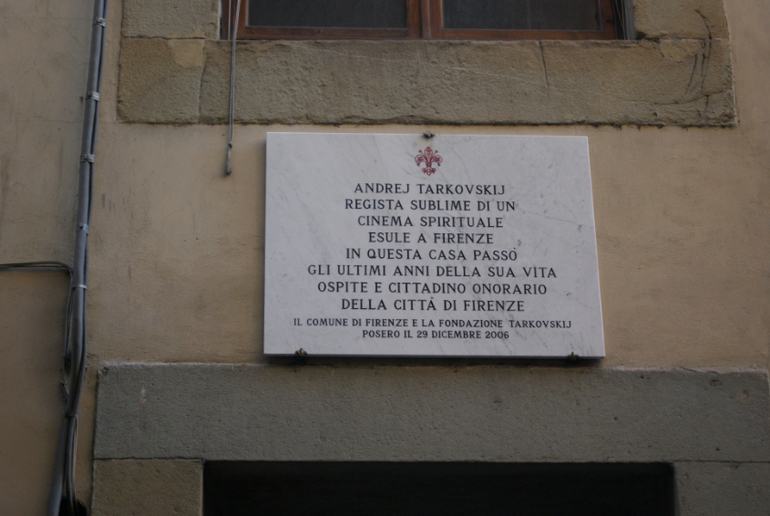 ANDREJ TARKOVSKIJ
REGISTA SUBLIME DI UN
CINEMA SPIRITUALE
ESULE A FIRENZE
IN QUESTA CASA PASSÒ
GLI ULTIMI ANNI DELLA SUA VITA
OSPITE E CITTADINO ONORARIO
DELLA CITTÀ DI FIRENZE
IL COMUNE DI FIRENZE E LA FONDAZIONE TARKOVSKIJ
POSERO IL 29 DICEMBRE 2006